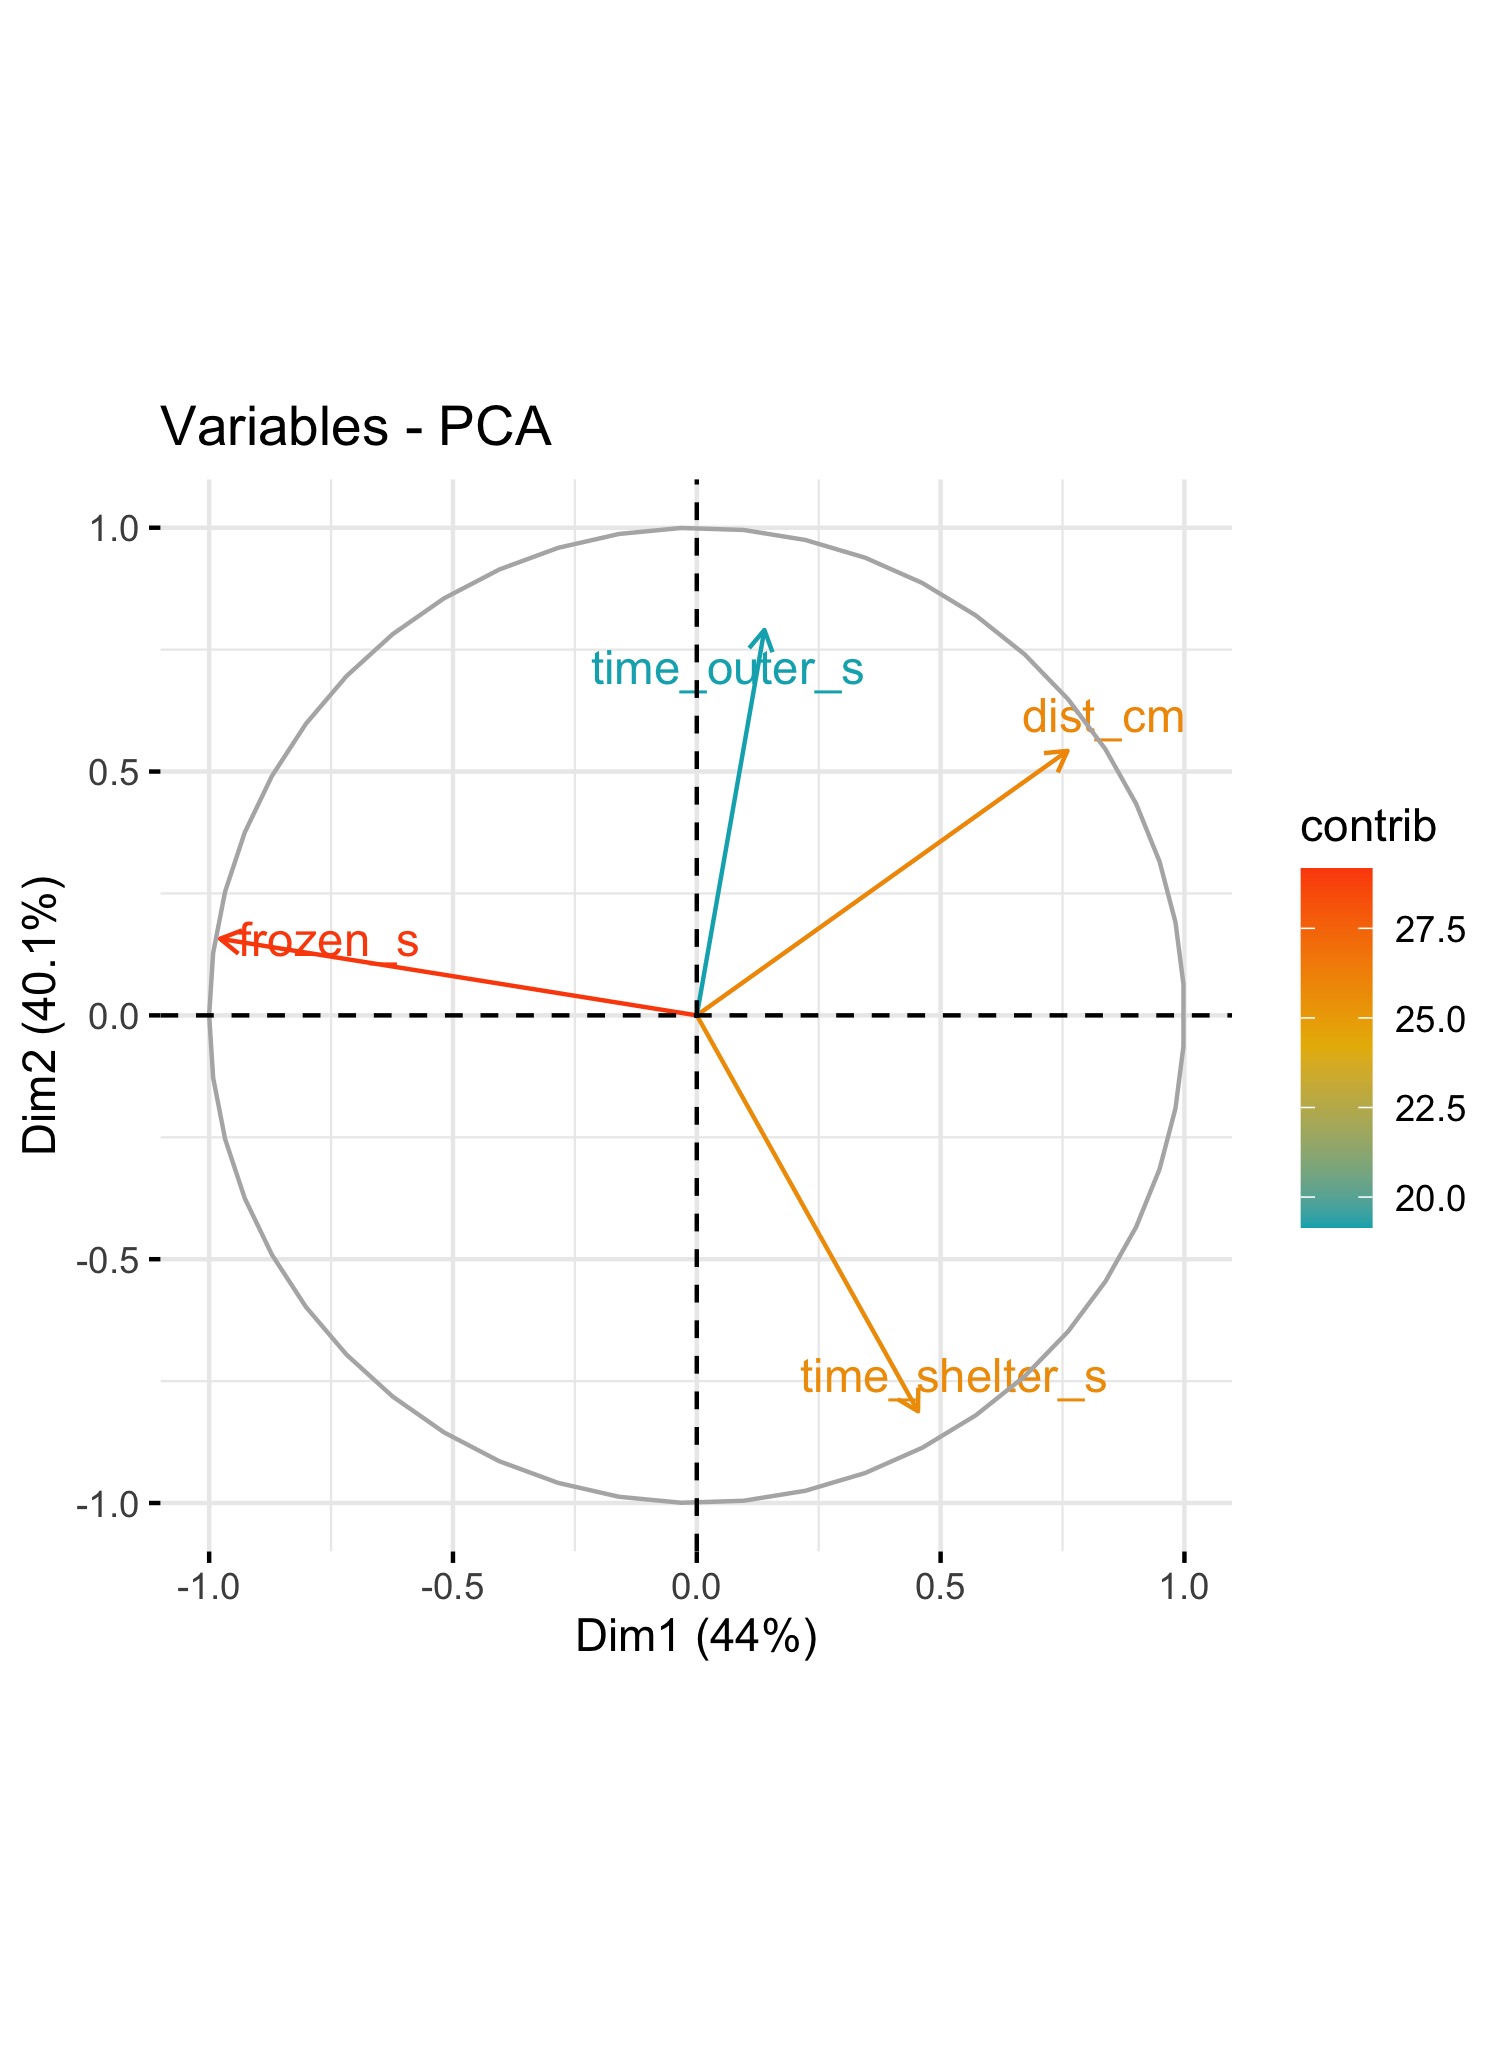 Variables - PCA
1.0
0.5
0.0
-0.5
-1.0
Dim2 (40.1%)
time_outer_s
dist_cm
frozen_s
time_shelter_s
-1.0
-0.5
0.0
0.5
1.0
Dim1 (44%)
contrib
27.5
25.0
22.5
20.0